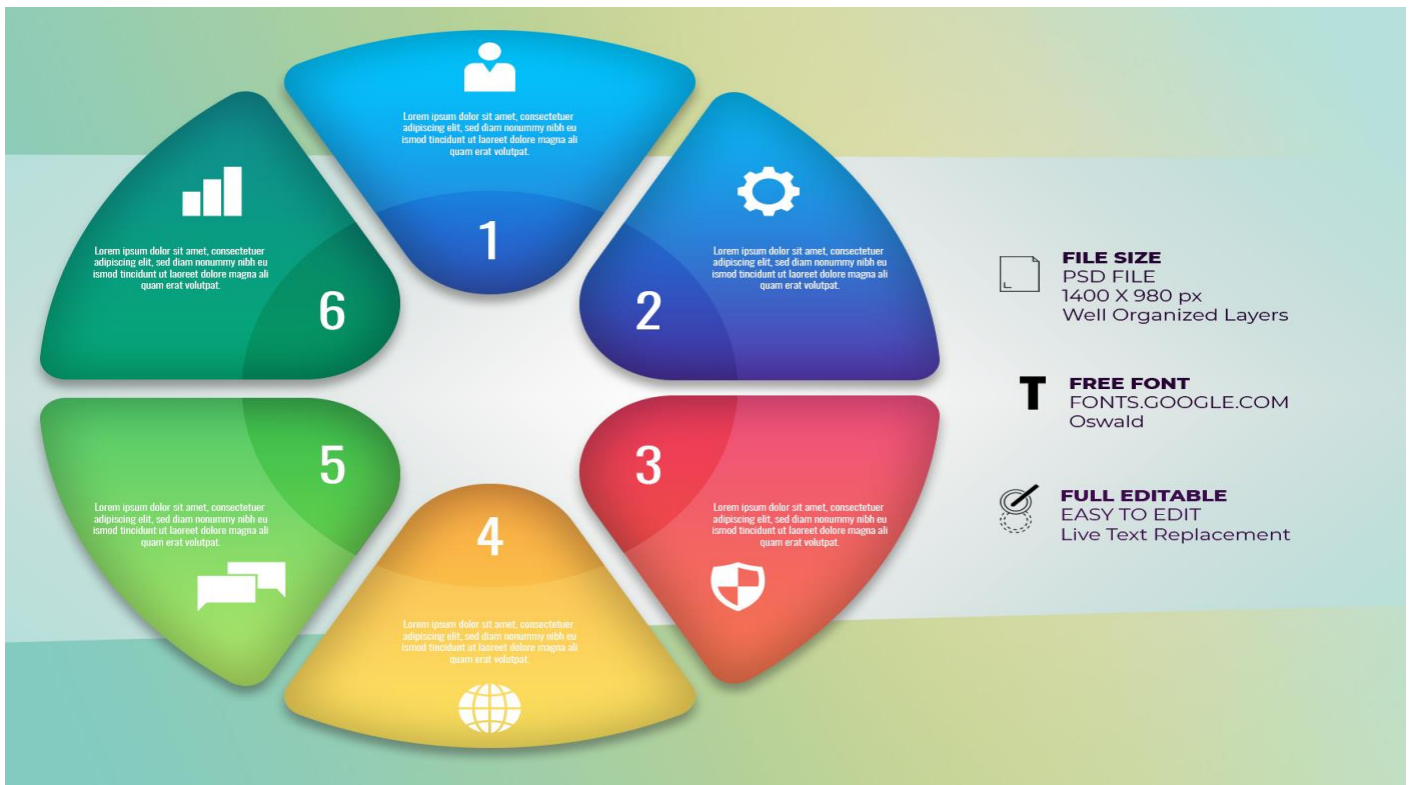 Lorem ipsum dolor sit amet, consectetuer
adipiscing elit, sed diam nonummy nibh eu
ismod tincidunt ut laoreet dolore magna ali
quam erat volutpat.
1
Lorem ipsum dolor sit amet, consectetuer
adipiscing elit, sed diam nonummy nibh eu
ismod tincidunt ut laoreet dolore magna ali
quam erat volutpat.
2
Lorem ipsum dolor sit amet, consectetuer
adipiscing elit, sed diam nonummy nibh eu
ismod tincidunt ut laoreet dolore magna ali
quam erat volutpat.
3
Lorem ipsum dolor sit amet, consectetuer
adipiscing elit, sed diam nonummy nibh eu
ismod tincidunt ut laoreet dolore magna ali
quam erat volutpat.
4
Lorem ipsum dolor sit amet, consectetuer
adipiscing elit, sed diam nonummy nibh eu
ismod tincidunt ut laoreet dolore magna ali
quam erat volutpat.
5
Lorem ipsum dolor sit amet, consectetuer
adipiscing elit, sed diam nonummy nibh eu
ismod tincidunt ut laoreet dolore magna ali
quam erat volutpat.
6
FILE SIZE
PSD FILE
1400 X 980 px
Well Organized Layers
T
FREE FONT
FONTS.GOOGLE.COM
Oswald
FULL EDITABLE
EASY TO EDIT
Live Text Replacement